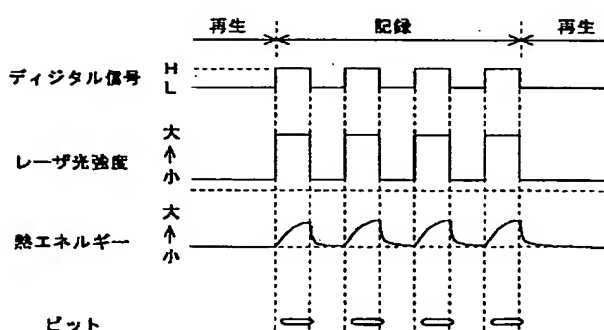 再生 記録 再生
ディジタル信号 H
L
レーザ光強度 大
↑
小
熱エネルギー 大
↑
小
ピット